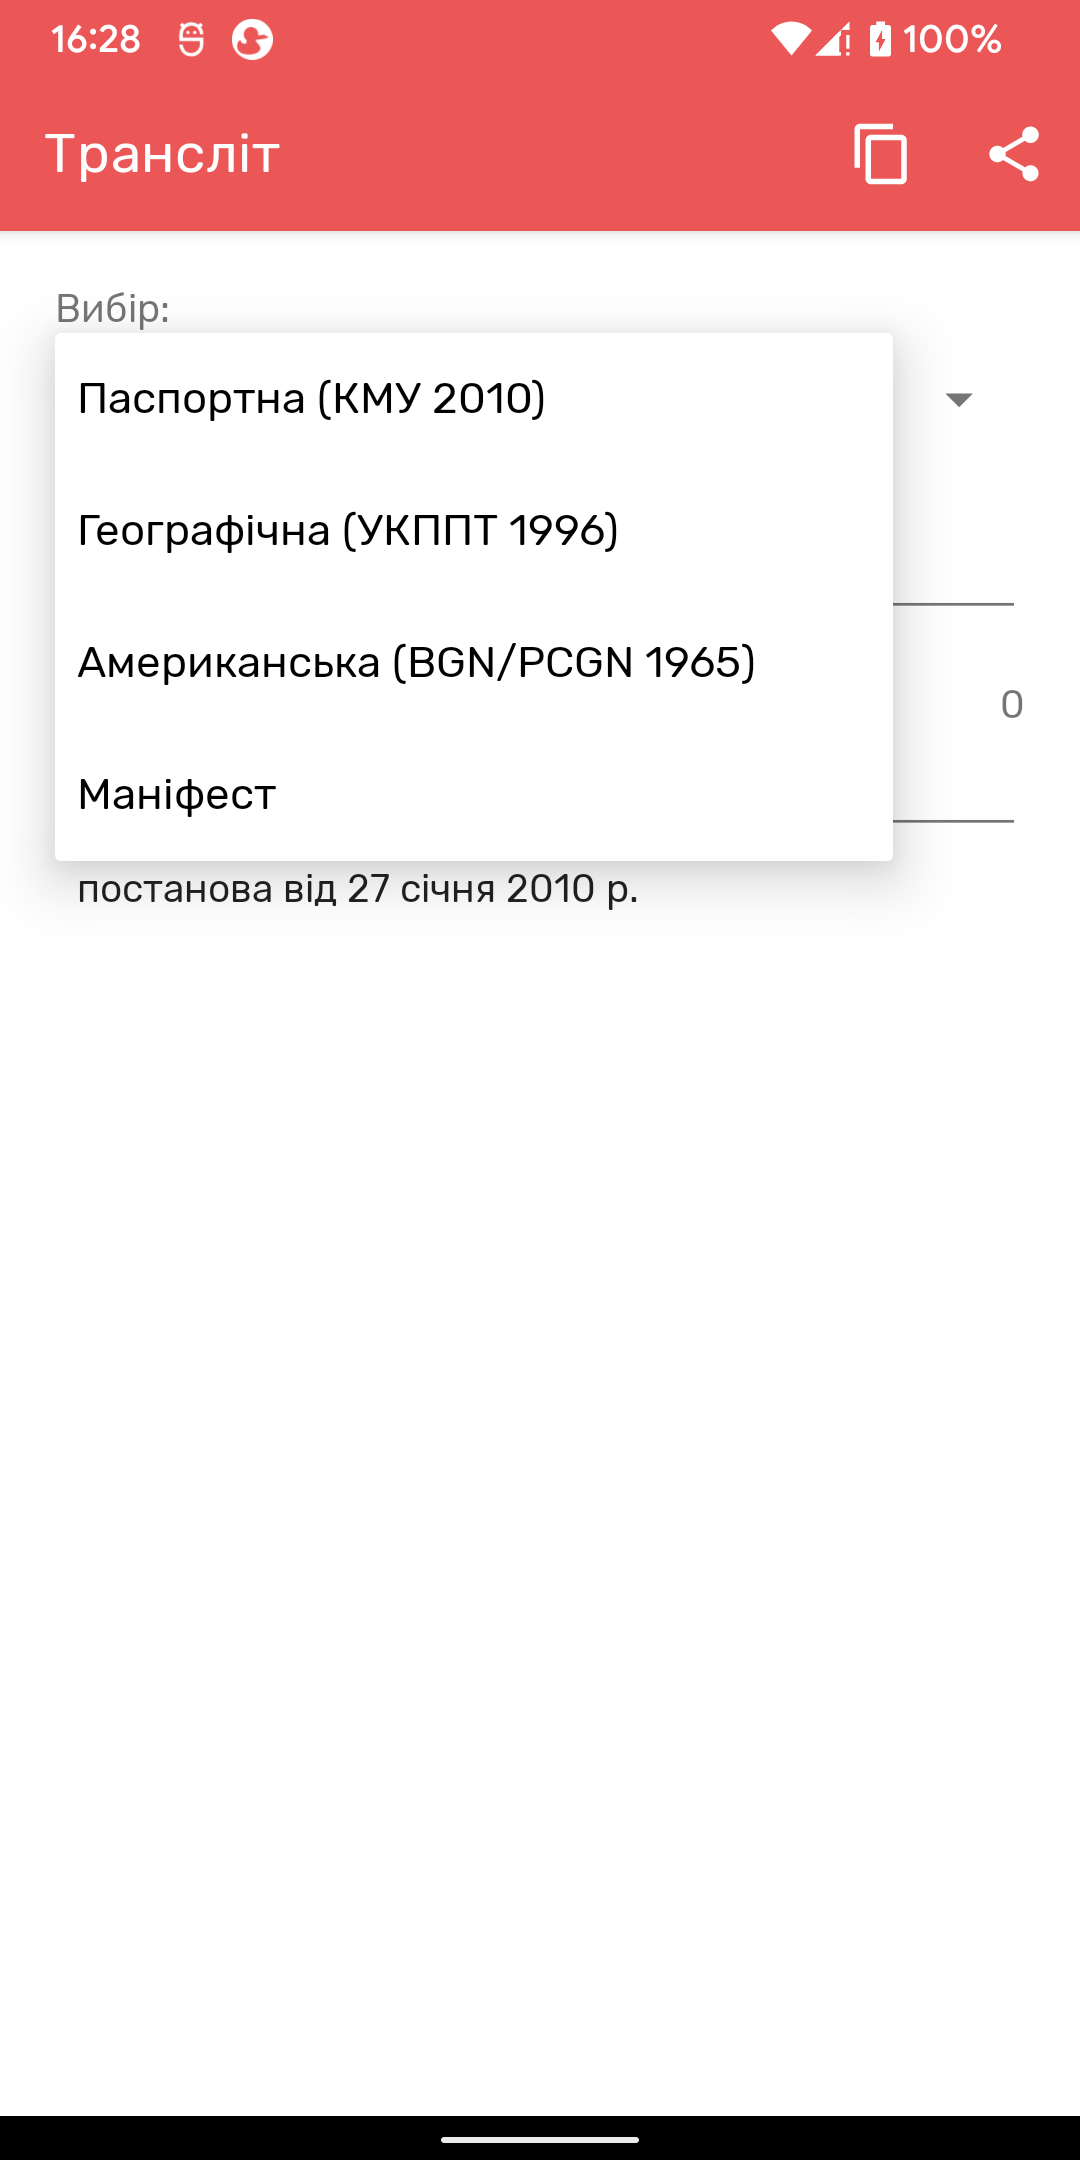 16:28
100%
Трансліт
Вибір:
Паспортна (КМУ 2010)
Географічна (УКППТ 1996)
Американська (BGN/PCGN 1965)
0
Маніфест
постанова від 27 січня 2010 р.